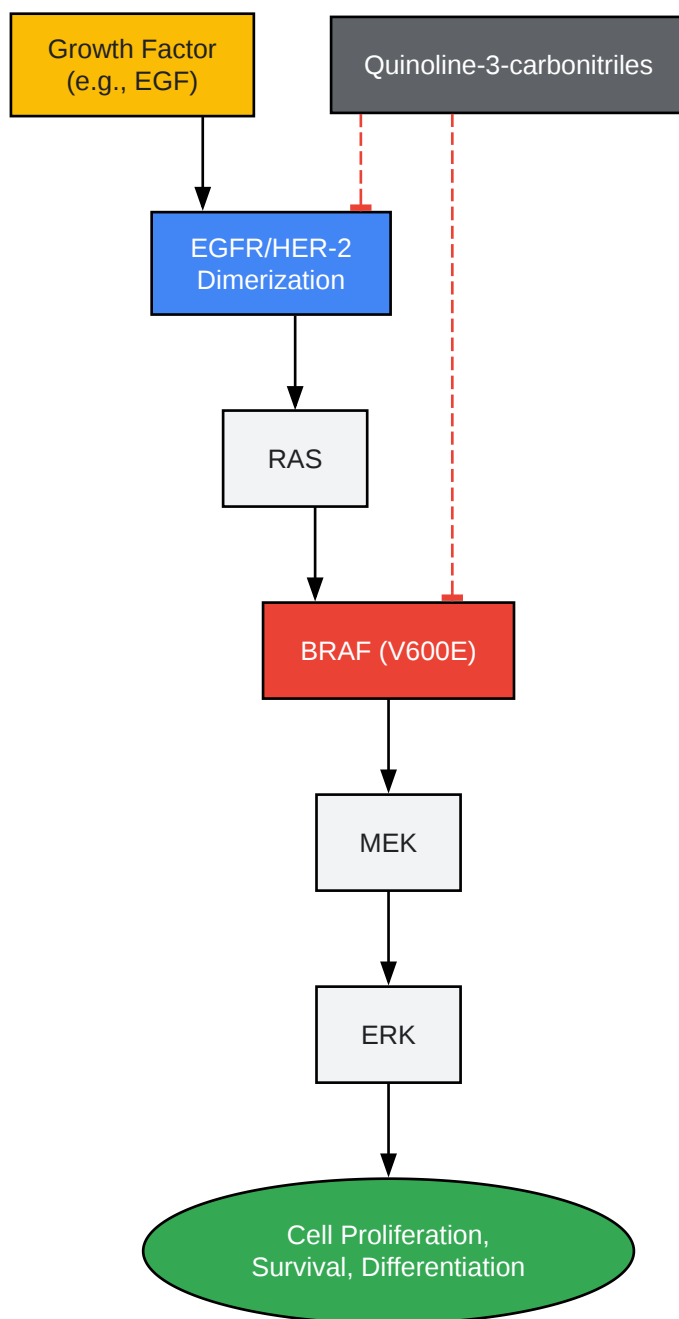 Growth Factor
(e.g., EGF)
Quinoline-3-carbonitriles
EGFR/HER-2
Dimerization
RAS
BRAF (V600E)
MEK
ERK
Cell Proliferation,
Survival, Differentiation